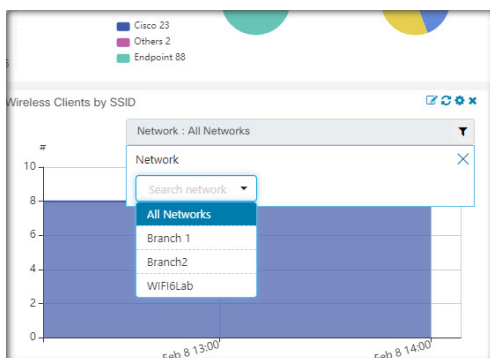 Cisco 23
Others 2
Endpoint 88
Wireless Clients by SSID
Network : All Networks
#
Network
Search network
All Networks
Branch 1
Branch2
WIFI6Lab
10
8
6
4
2
0
Feb 8 13:00
Feb 8 14:00